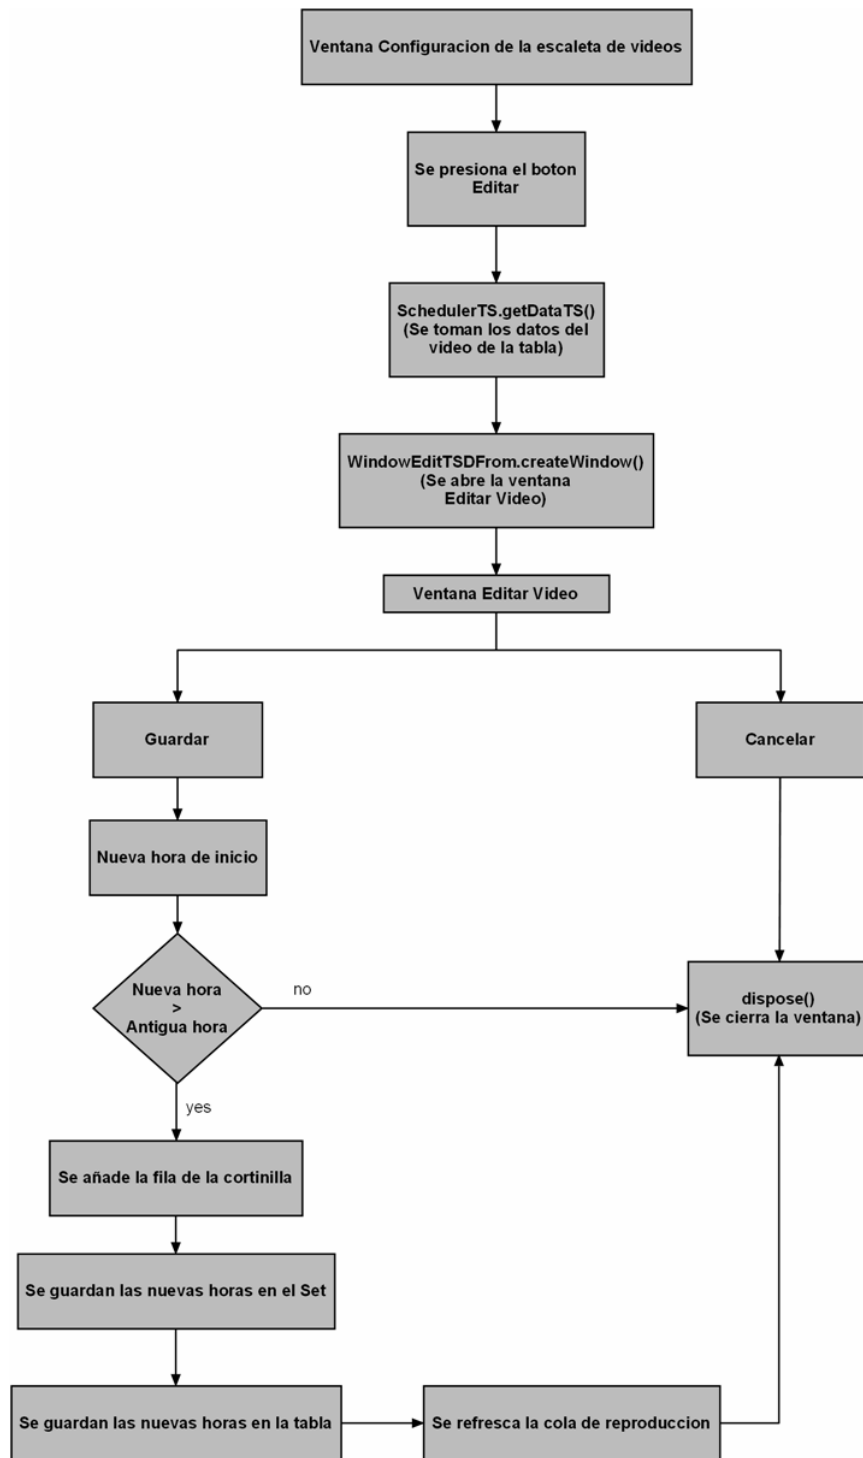 Ventana Configuracion de la escaleta de videos
Se presiona el boton
Editar
SchedulerTS.getDataTS()
(Se toman los datos del
video de la tabla)
WindowEditTSDFrom.createWindow()
(Se abre la ventana
Editar Video)
Ventana Editar Video
Guardar
Cancelar
Nueva hora de inicio
Nueva hora
>
Antigua hora
no
dispose()
(Se cierra la ventana)
yes
Se añade la fila de la cortinilla
Se guardan las nuevas horas en el Set
Se guardan las nuevas horas en la tabla
Se refresca la cola de reproduccion